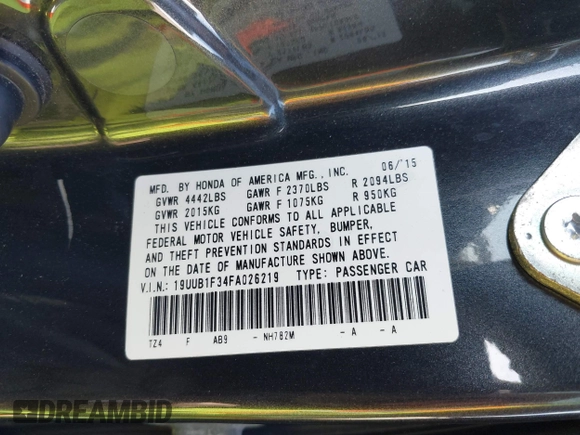 MFD. BY HONDA OF AMERICA MFG., INC. 06/'15
GVWR 4442LBS GAWR F 2370LBS R 2094LBS
GVWR 2015KG GAWR F 1075KG R 950KG
THIS VEHICLE CONFORMS TO ALL APPLICABLE
FEDERAL MOTOR VEHICLE SAFETY, BUMPER,
AND THEFT PREVENTION STANDARDS IN EFFECT
ON THE DATE OF MANUFACTURE SHOWN ABOVE.
V.I.N.: 19UUB1F34FA026219 TYPE: PASSENGER CAR
TZ4 F AB9 - NH782M - A - A
DREAMBID